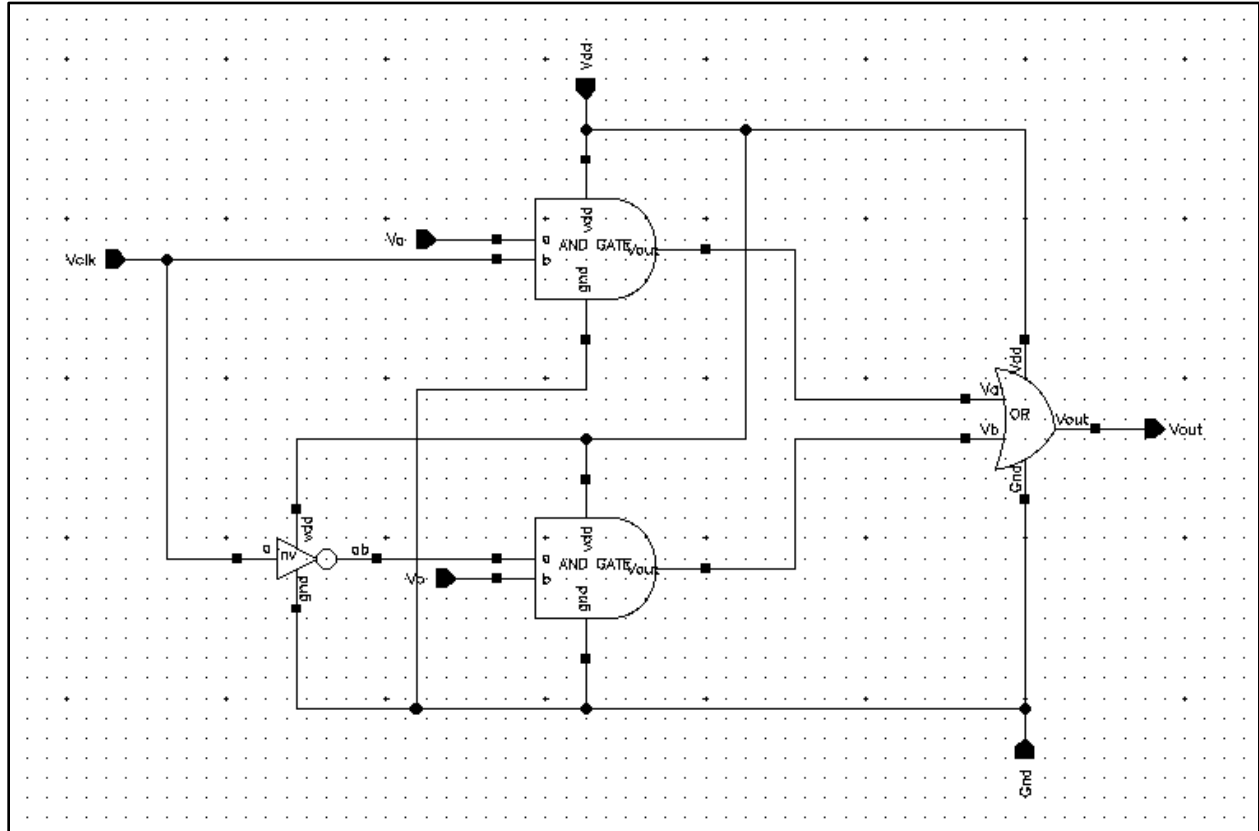 Vdd
vdd
Va
a
AND GATE
Vout
Vclk
b
gnd
Vdd
Va
OR
Vout
Vout
Vb
Gnd
vdd
vdd
a
inv
ab
a
AND GATE
Vout
b
gnd
gnd
Gnd